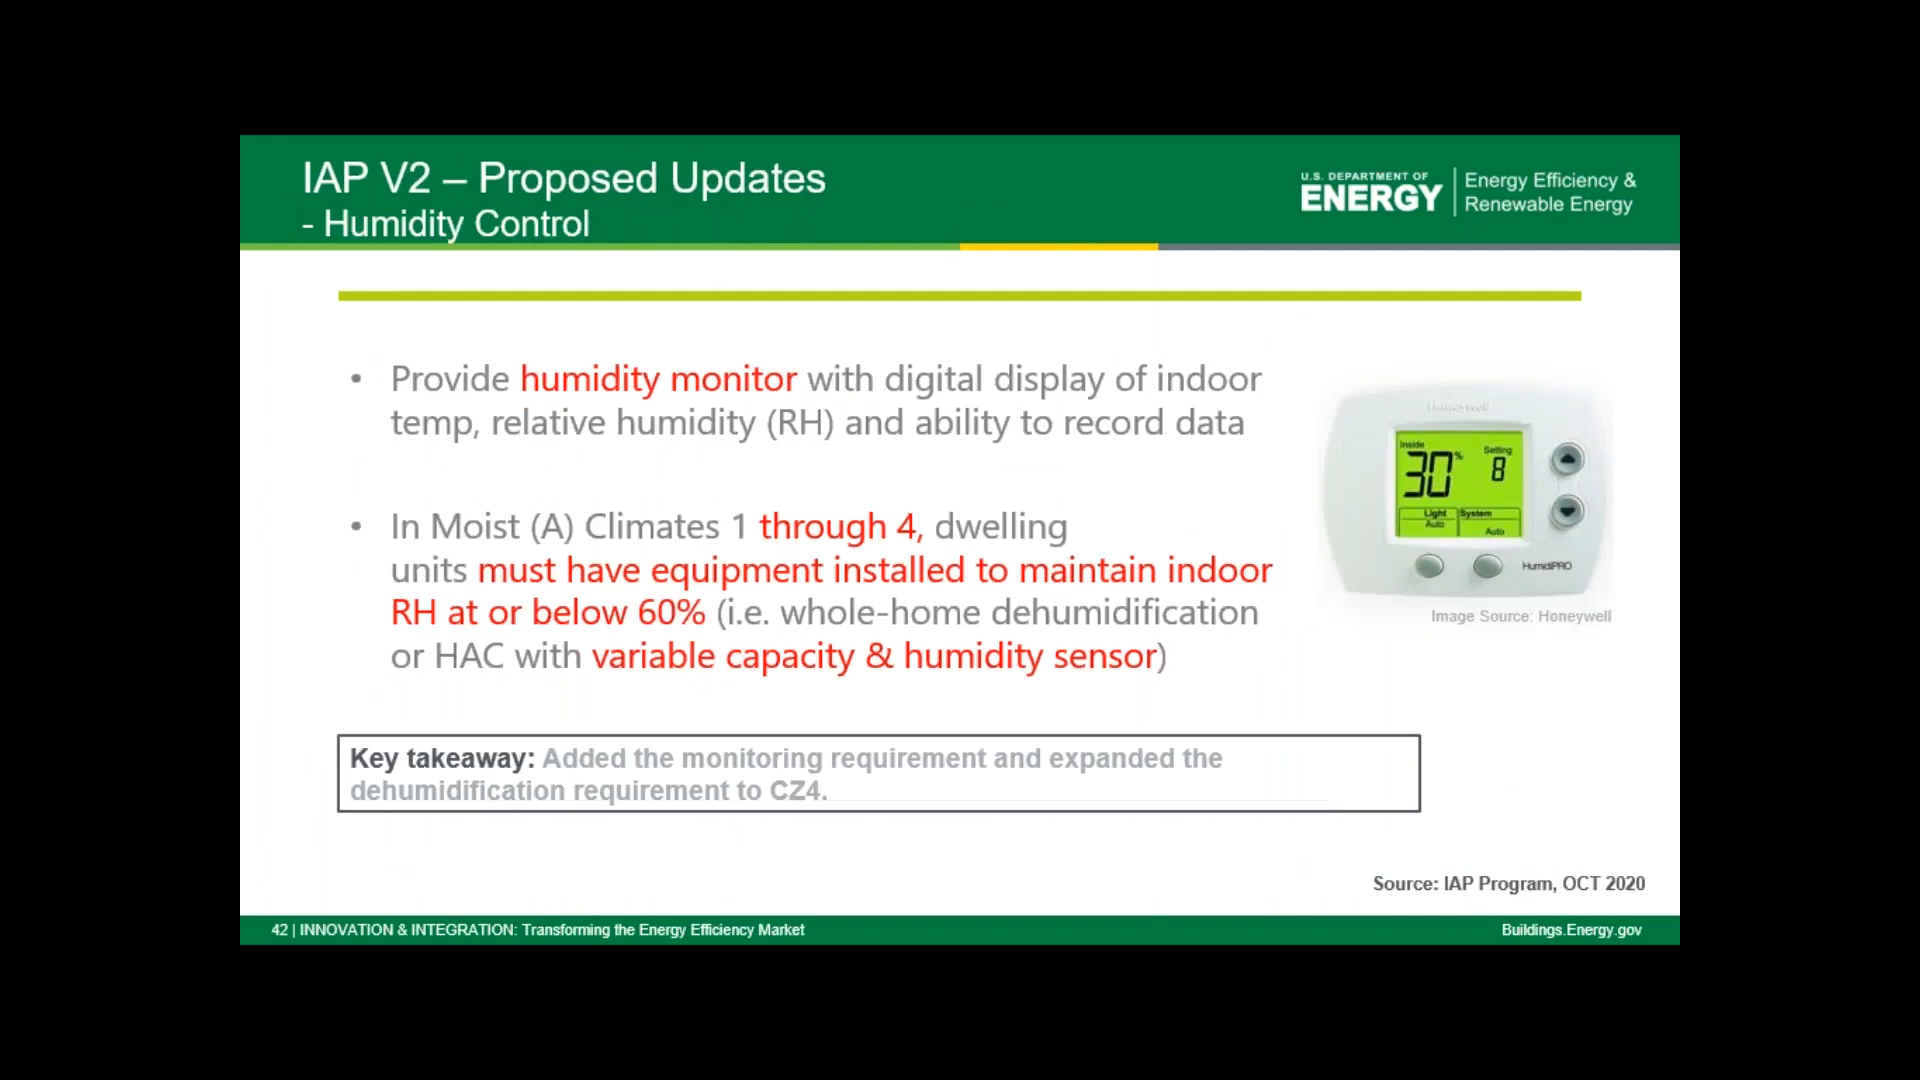 IAP V2 – Proposed Updates
- Humidity Control
U.S. DEPARTMENT OF
ENERGY
Energy Efficiency &
Renewable Energy
• Provide humidity monitor with digital display of indoor
temp, relative humidity (RH) and ability to record data
• In Moist (A) Climates 1 through 4, dwelling
units must have equipment installed to maintain indoor
RH at or below 60% (i.e. whole-home dehumidification
or HAC with variable capacity & humidity sensor)
Honeywell
Inside
30%
Setting
8
Light
Auto
System
Auto
HumidiPRO
Image Source: Honeywell
Key takeaway: Added the monitoring requirement and expanded the
dehumidification requirement to CZ4.
Source: IAP Program, OCT 2020
42 | INNOVATION & INTEGRATION: Transforming the Energy Efficiency Market
Buildings.Energy.gov